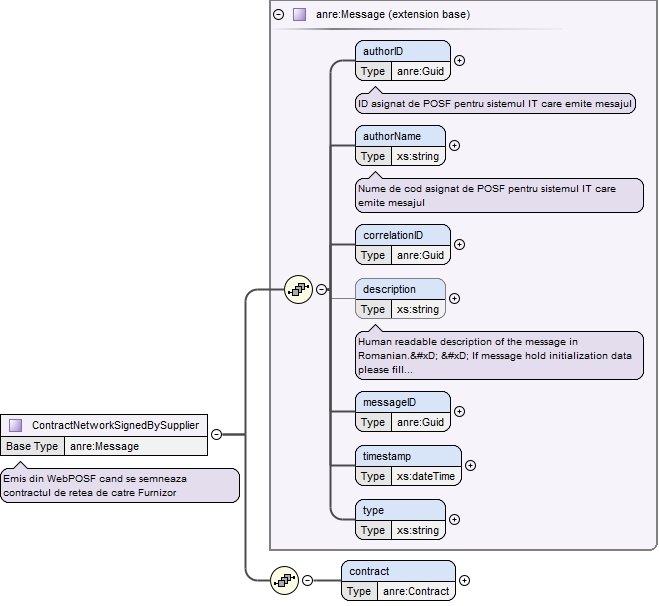 anre:Message (extension base)
authorID
Type anre:Guid
ID asignat de POSF pentru sistemul IT care emite mesajul
authorName
Type xs:string
Nume de cod asignat de POSF pentru sistemul IT care
emite mesajul
correlationID
Type anre:Guid
description
Type xs:string
Human readable description of the message in
Romanian.&#xD; &#xD; If message hold initialization data
please fill...
messageID
Type anre:Guid
timestamp
Type xs:dateTime
type
Type xs:string
ContractNetworkSignedBySupplier
Base Type anre:Message
Emis din WebPOSF cand se semneaza
contractul de retea de catre Furnizor
contract
Type anre:Contract